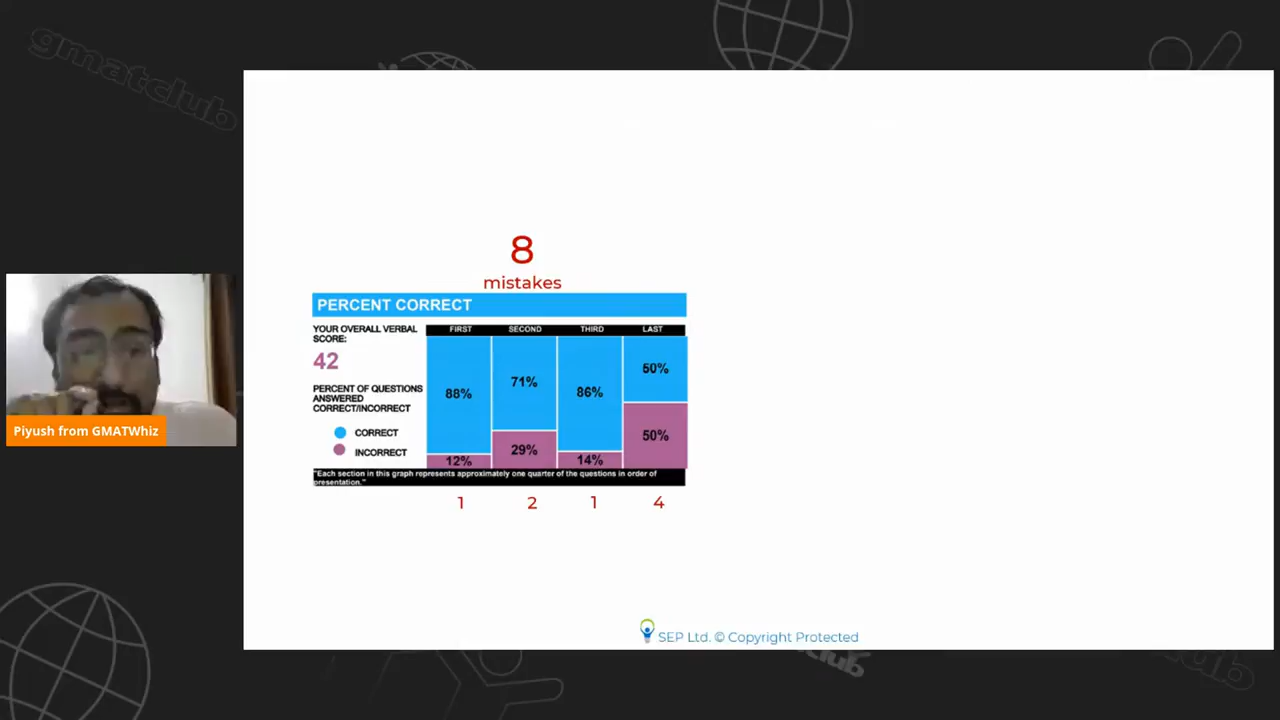 gmatclub
8
mistakes
PERCENT CORRECT
YOUR OVERALL VERBAL
SCORE:
42
PERCENT OF QUESTIONS
ANSWERED
CORRECT/INCORRECT
CORRECT
INCORRECT
FIRST SECOND THIRD LAST
88% 71% 86% 50%
12% 29% 14% 50%
"Each section in this graph represents approximately one quarter of the questions in order of
presentation."
1 2 1 4
Piyush from GMATWhiz
SEP Ltd. © Copyright Protected